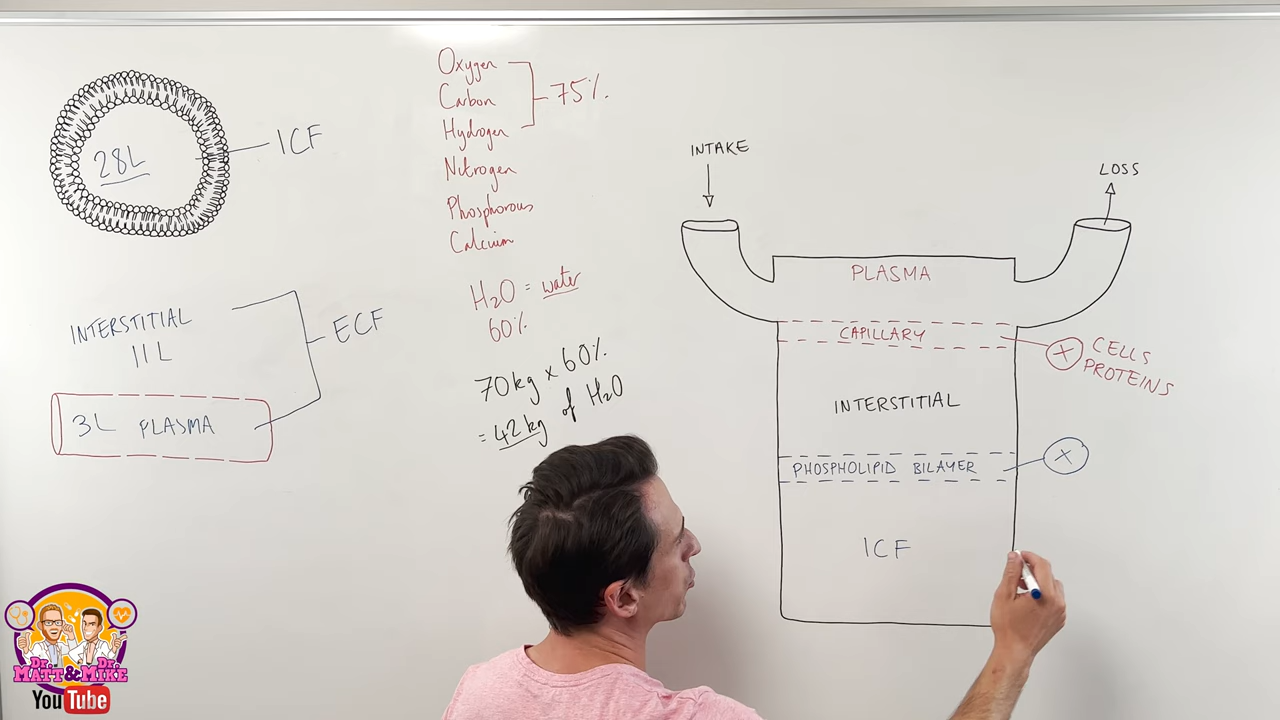 28L
ICF
INTERSTITIAL
11L
ECF
3L PLASMA
Oxygen
Carbon
Hydrogen
75%
Nitrogen
Phosphorous
Calcium
H₂O = water
60%
70kg x 60%
= 42kg of H₂O
INTAKE
LOSS
PLASMA
CAPILLARY
X CELLS
PROTEINS
INTERSTITIAL
PHOSPHOLIPID BILAYER
X
ICF
Dr. Dr.
MATT & MIKE
YouTube